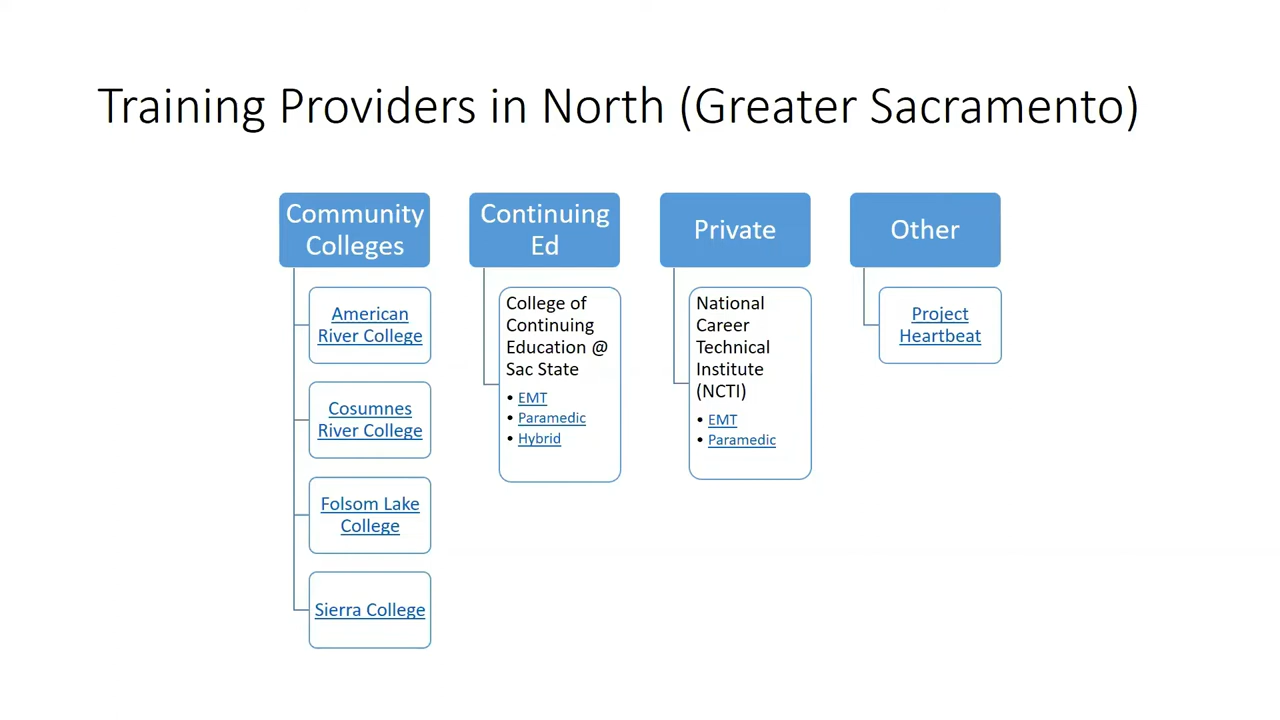 Training Providers in North (Greater Sacramento)
Community
Colleges
American
River College
Cosumnes
River College
Folsom Lake
College
Sierra College
Continuing
Ed
College of
Continuing
Education @
Sac State
• EMT
• Paramedic
• Hybrid
Private
National
Career
Technical
Institute
(NCTI)
• EMT
• Paramedic
Other
Project
Heartbeat